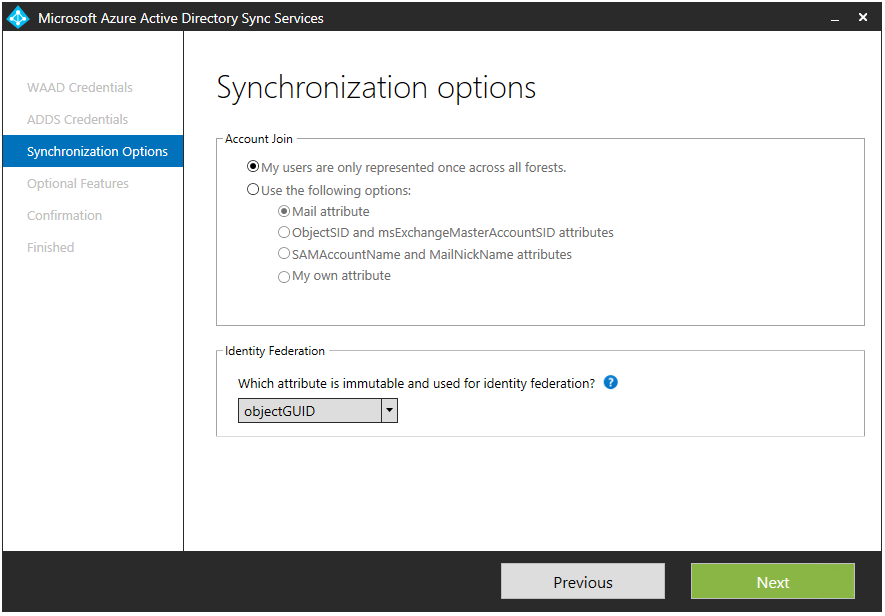 Microsoft Azure Active Directory Sync Services
WAAD Credentials
ADDS Credentials
Synchronization Options
Optional Features
Confirmation
Finished
Synchronization options
Account Join
My users are only represented once across all forests.
Use the following options:
Mail attribute
ObjectSID and msExchangeMasterAccountSID attributes
SAMAccountName and MailNickName attributes
My own attribute
Identity Federation
Which attribute is immutable and used for identity federation? ?
objectGUID
Previous Next